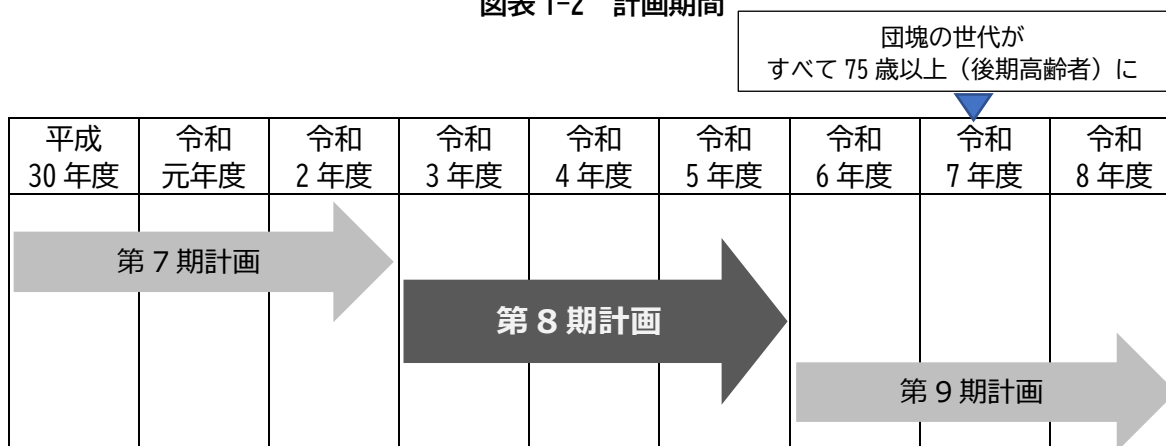 図表 1-2 計画期間
団塊の世代が
すべて 75 歳以上（後期高齢者）に
平成 令和 令和 令和 令和 令和 令和 令和 令和
30 年度 元年度 2 年度 3 年度 4 年度 5 年度 6 年度 7 年度 8 年度
第７期計画
第８期計画
第９期計画